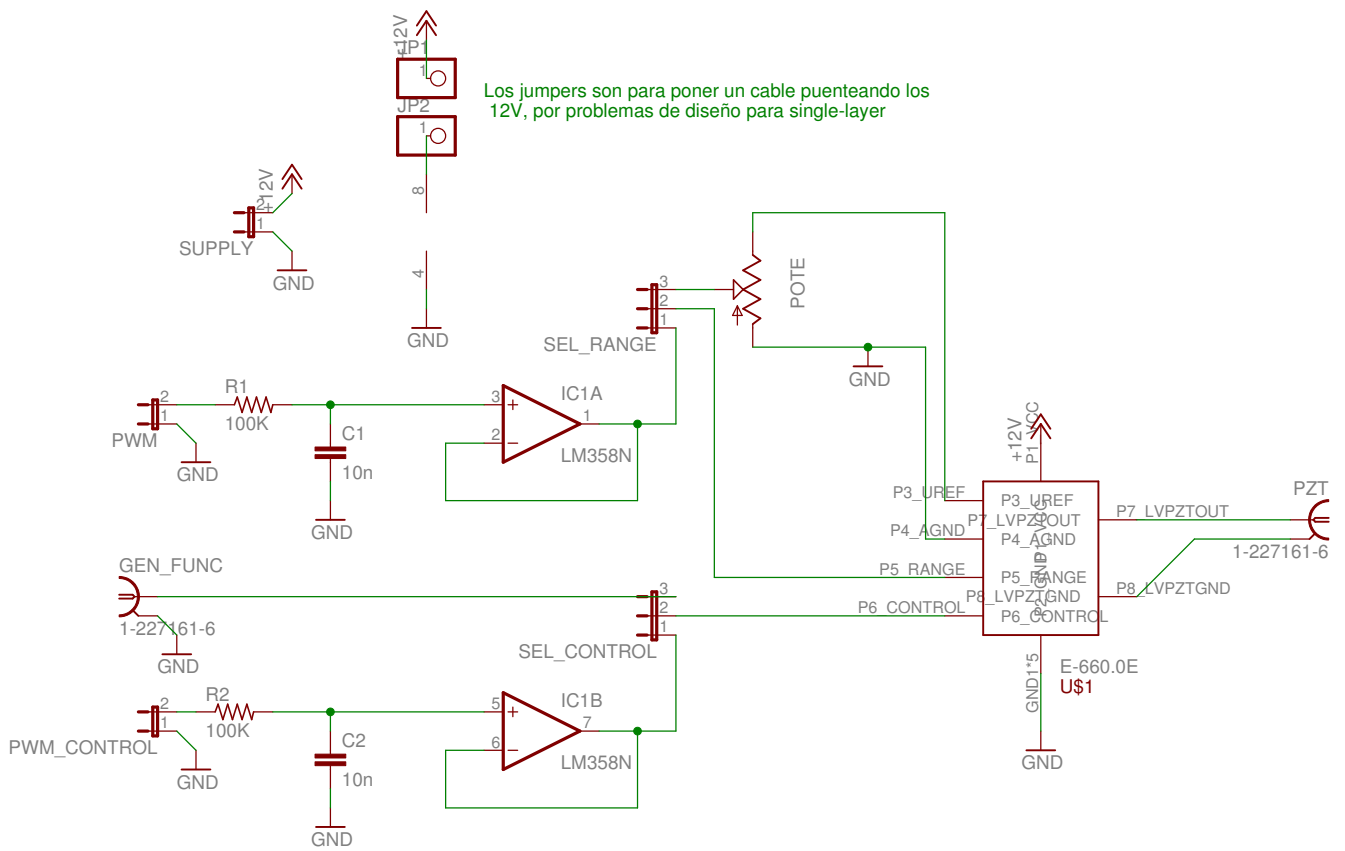 +12V
JP1
1
Los jumpers son para poner un cable puenteando los
12V, por problemas de diseño para single-layer
JP2
1
8
4
GND
+12V
2
1
SUPPLY
GND
3
2
1
SEL_RANGE
POTE
GND
R1
100K
2
1
PWM
GND
C1
10n
GND
3
2
1
IC1A
LM358N
+12V
P1_VCC
P3_UREF
P4_AGND
P5_RANGE
P6_CONTROL
P3_UREF
P7_LVPZTOUT
P4_AGND
P1_VCC
P2_GND
P5_RANGE
P8_LVPZTGND
P6_CONTROL
P7_LVPZTOUT
P8_LVPZTGND
PZT
1-227161-6
GND1*5
E-660.0E
U$1
GND
GEN_FUNC
1-227161-6
GND
3
2
1
SEL_CONTROL
R2
100K
2
1
PWM_CONTROL
GND
C2
10n
GND
5
6
7
IC1B
LM358N